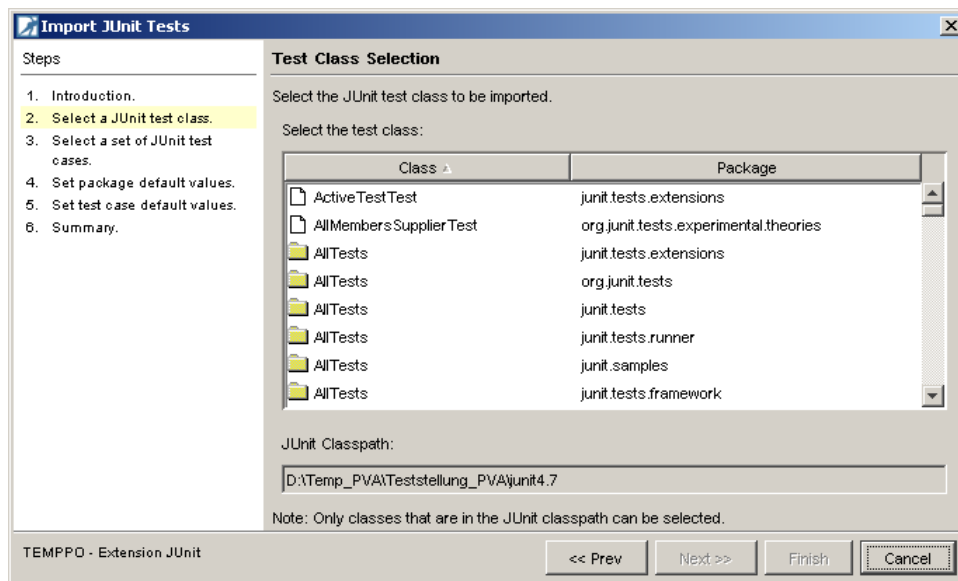 Import JUnit Tests
Steps
1. Introduction.
2. Select a JUnit test class.
3. Select a set of JUnit test
cases.
4. Set package default values.
5. Set test case default values.
6. Summary.
Test Class Selection
Select the JUnit test class to be imported.
Select the test class:
Class Package
ActiveTestTest junit.tests.extensions
AllMembersSupplierTest org.junit.tests.experimental.theories
AllTests junit.tests.extensions
AllTests org.junit.tests
AllTests junit.tests
AllTests junit.tests.runner
AllTests junit.samples
AllTests junit.tests.framework
JUnit Classpath:
D:\Temp_PVA\Teststellung_PVA\junit4.7
Note: Only classes that are in the JUnit classpath can be selected.
TEMPPO - Extension JUnit
<< Prev Next >> Finish Cancel